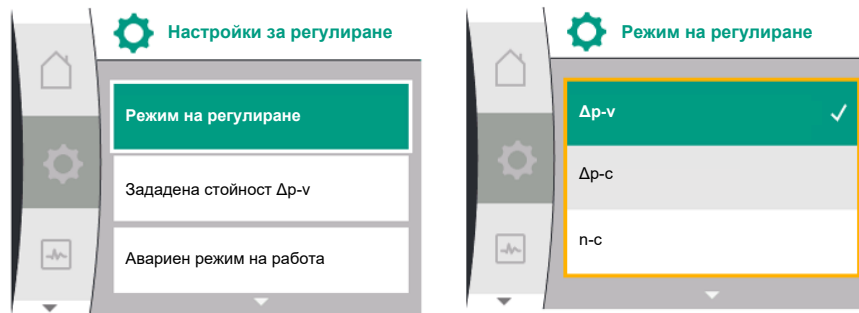 Настройки за регулиране
Режим на регулиране
Зададена стойност Δp-v
Авариен режим на работа
Режим на регулиране
Δp-v
Δp-c
n-c